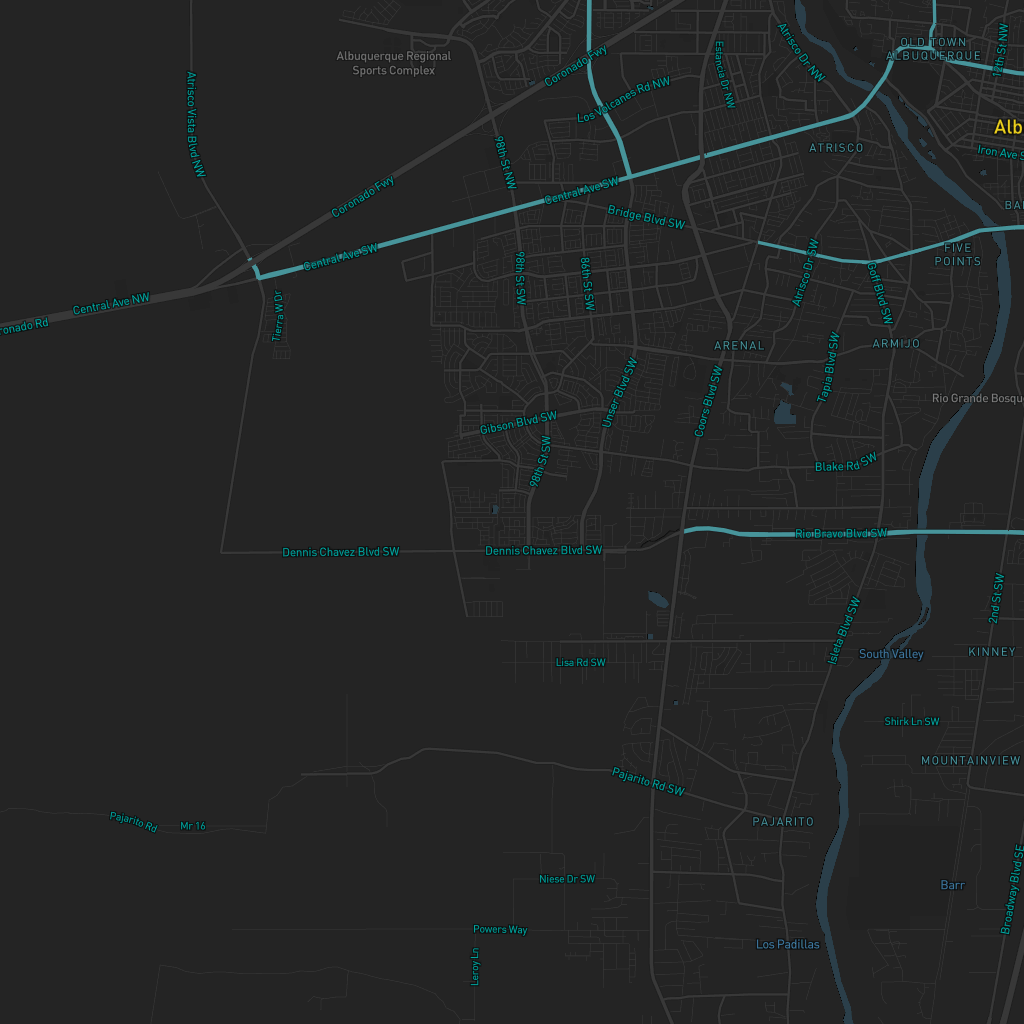 Albuquerque Regional
Sports Complex
Coronado Fwy
Los Volcanes Rd NW
Estancia Dr NW
Atrisco Dr NW
OLD TOWN
ALBUQUERQUE
12th St NW
Atrisco Vista Blvd NW
98th St NW
ATRISCO
Alb
Iron Ave S
Coronado Fwy
Central Ave SW
Bridge Blvd SW
BA
Central Ave SW
FIVE
POINTS
98th St SW
86th St SW
Atrisco Dr SW
Goff Blvd SW
Central Ave NW
ronado Rd
Tierra W Dr
ARENAL
ARMIJO
Tapia Blvd SW
Unser Blvd SW
Coors Blvd SW
Rio Grande Bosque
Gibson Blvd SW
98th St SW
Blake Rd SW
Rio Bravo Blvd SW
Dennis Chavez Blvd SW
Dennis Chavez Blvd SW
2nd St SW
Isleta Blvd SW
South Valley
KINNEY
Lisa Rd SW
Shirk Ln SW
MOUNTAINVIEW
Pajarito Rd SW
Pajarito Rd
Mr 16
PAJARITO
Niese Dr SW
Barr
Broadway Blvd SE
Powers Way
Los Padillas
Leroy Ln